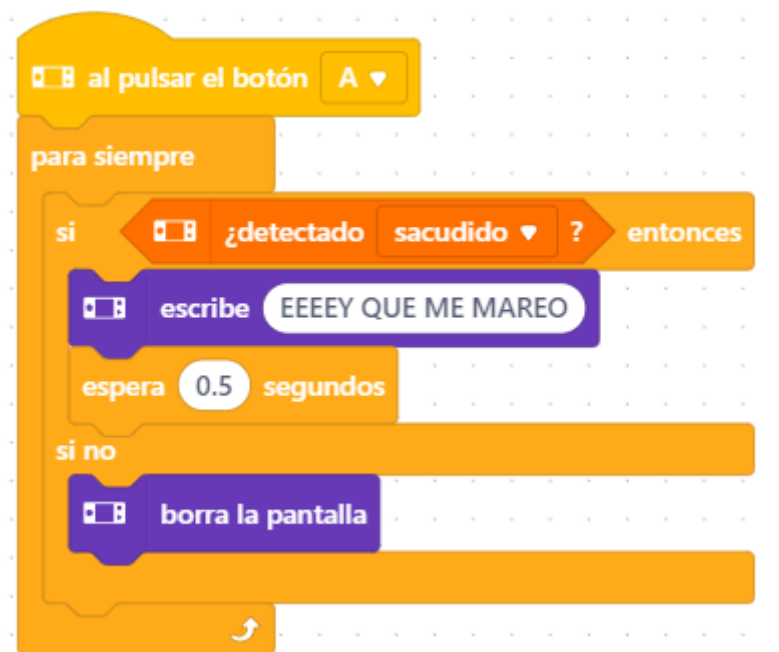 al pulsar el botón A
para siempre
si ¿detectado sacudido ? entonces
escribe EEEEY QUE ME MAREO
espera 0.5 segundos
si no
borra la pantalla